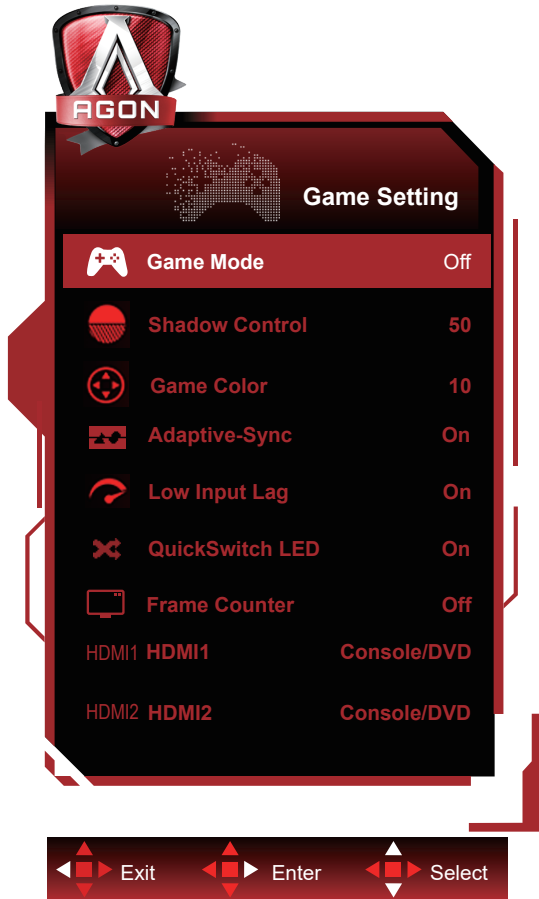 AGON
Game Setting
Game Mode Off
Shadow Control 50
Game Color 10
Adaptive-Sync On
Low Input Lag On
QuickSwitch LED On
Frame Counter Off
HDMI1 HDMI1 Console/DVD
HDMI2 HDMI2 Console/DVD
Exit Enter Select